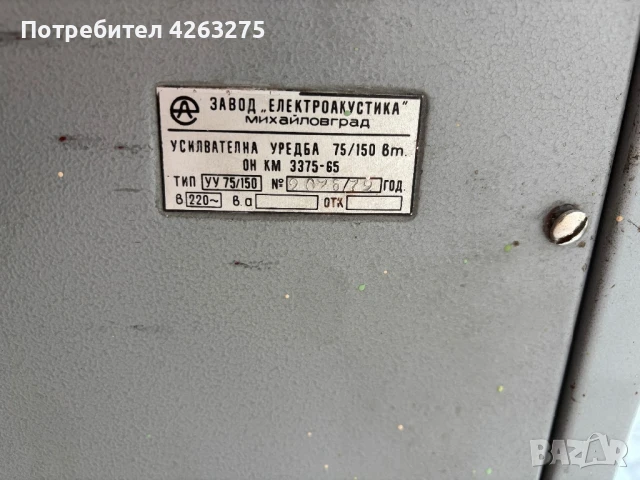 Потребител 4263275
ЗАВОД „ЕЛЕКТРОАКУСТИКА"
МИХАЙЛОВГРАД
УСИЛВАТЕЛНА УРЕДБА 75/150 Вт.
ОН КМ 3375-65
ТИП УУ 75/150 № ГОД.
В 220~ В.а ОТК
BAZAR